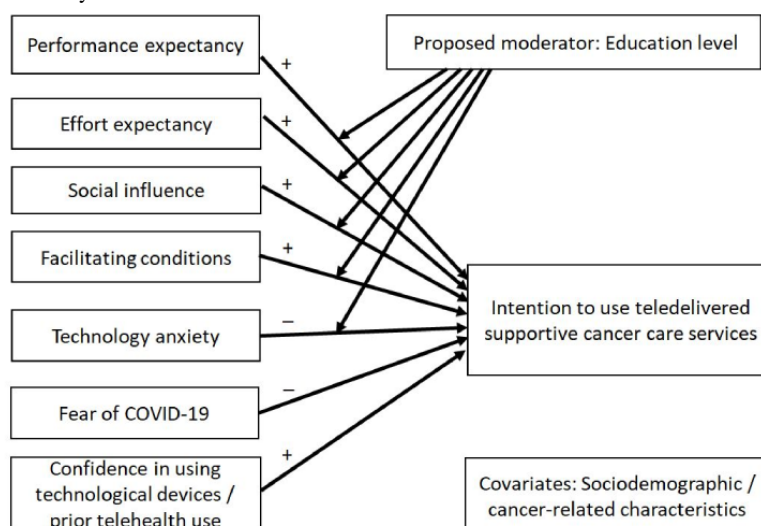 Performance expectancy
Proposed moderator: Education level
+
Effort expectancy
+
Social influence
+
Facilitating conditions
+
Intention to use teledelivered
supportive cancer care services
Technology anxiety
–
Fear of COVID-19
–
Confidence in using
technological devices /
prior telehealth use
+
Covariates: Sociodemographic /
cancer-related characteristics